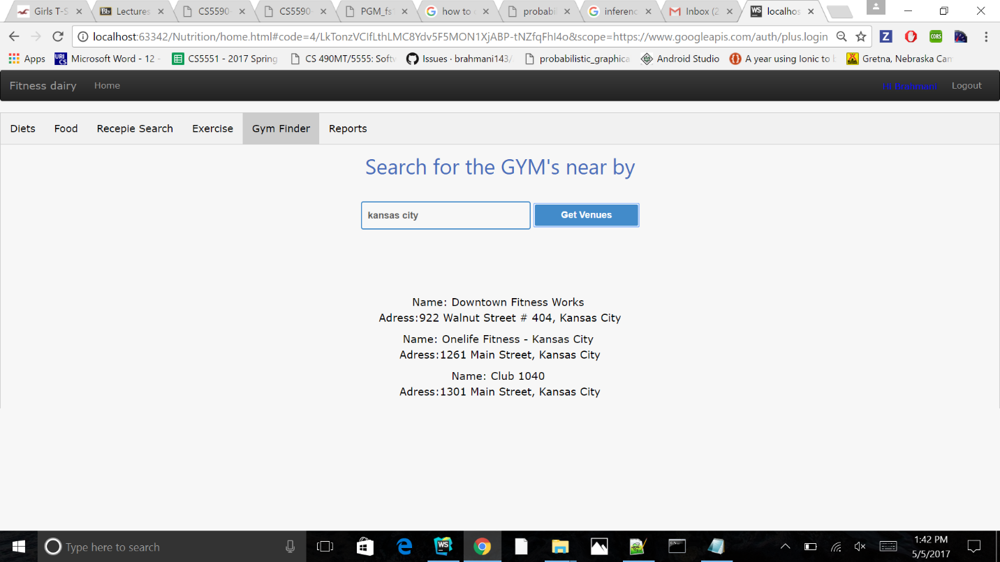 Girls T-S
Lectures
CS5590-
CS5590-
PGM_fs1
how to
probabi
inferenc
Inbox (2
localhos
localhost:63342/Nutrition/home.html#code=4/LkTonzVCIfLthLMC8Ydv5F5MON1XjABP-tNZfqFhI4o&scope=https://www.googleapis.com/auth/plus.login
Apps
Microsoft Word - 12 -
CS5551 - 2017 Spring
CS 490MT/5555: Softw
Issues · brahmani143/
probabilistic_graphica
Android Studio
A year using Ionic to b
Gretna, Nebraska Cam
Fitness dairy
Home
Hi Brahmani
Logout
Diets
Food
Recepie Search
Exercise
Gym Finder
Reports
Search for the GYM's near by
kansas city
Get Venues
Name: Downtown Fitness Works
Adress:922 Walnut Street # 404, Kansas City
Name: Onelife Fitness - Kansas City
Adress:1261 Main Street, Kansas City
Name: Club 1040
Adress:1301 Main Street, Kansas City
Type here to search
1:42 PM
5/5/2017